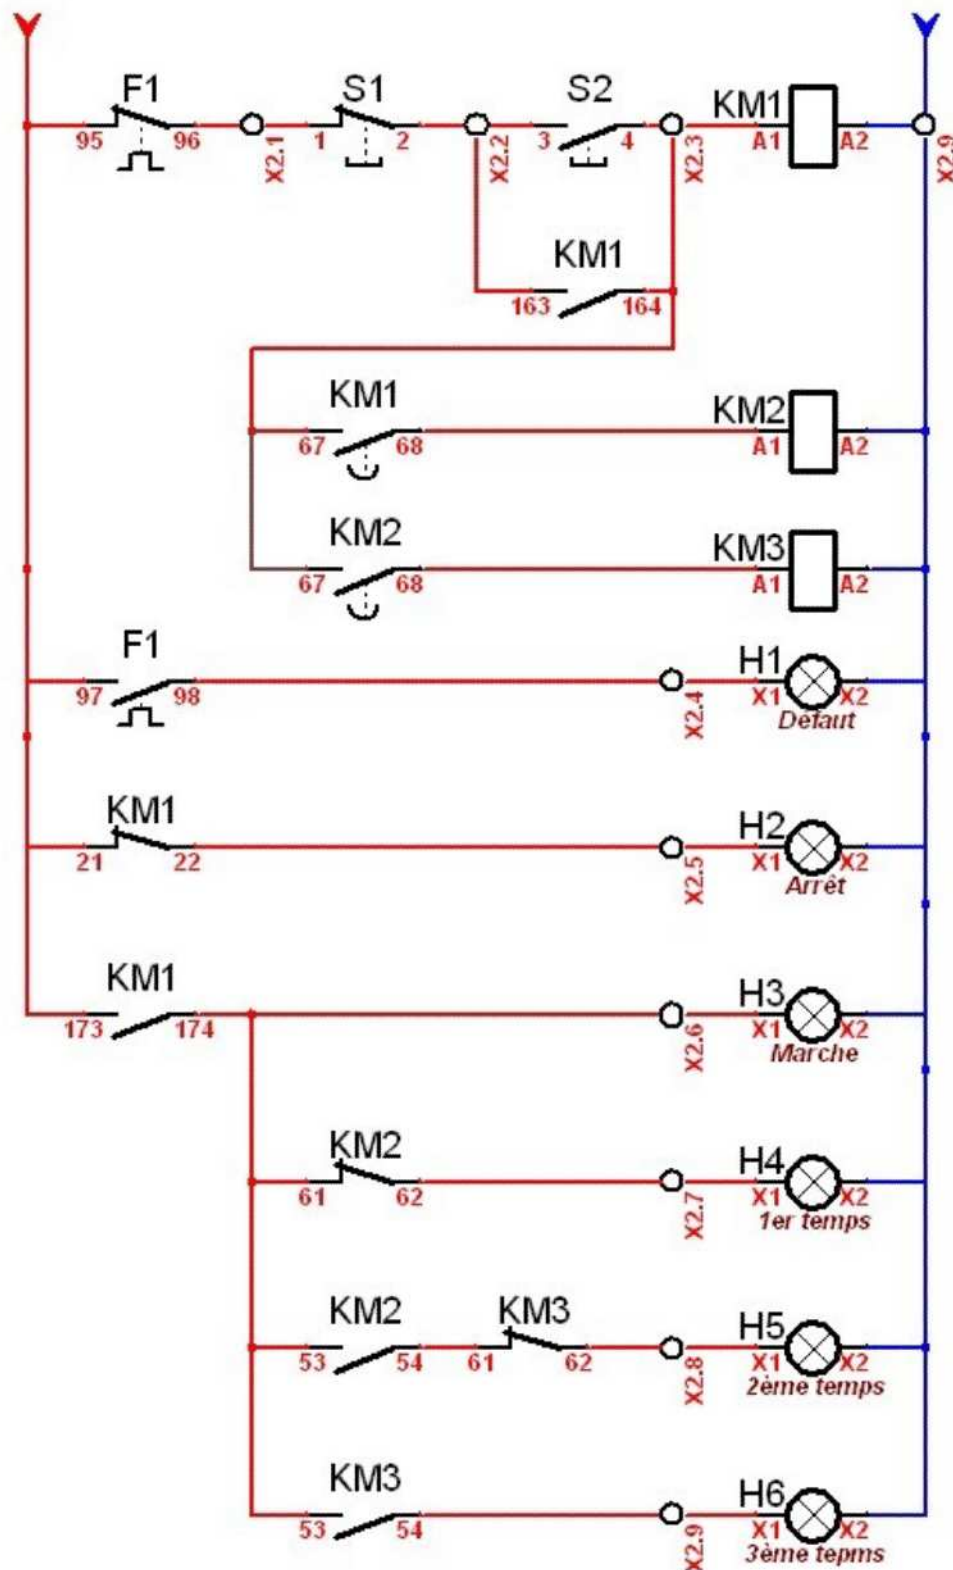 F1 S1 S2 KM1
95 96 X2.1 1 2 X2.2 3 4 X2.3 A1 A2 X2.9
KM1
163 164
KM1 KM2
67 68 A1 A2
KM2 KM3
67 68 A1 A2
F1 H1
97 98 X2.4 X1 X2
Défaut
KM1 H2
21 22 X2.5 X1 X2
Arrêt
KM1 H3
173 174 X2.6 X1 X2
Marche
KM2 H4
61 62 X2.7 X1 X2
1er temps
KM2 KM3 H5
53 54 61 62 X2.8 X1 X2
2ème temps
KM3 H6
53 54 X2.9 X1 X2
3ème tepms